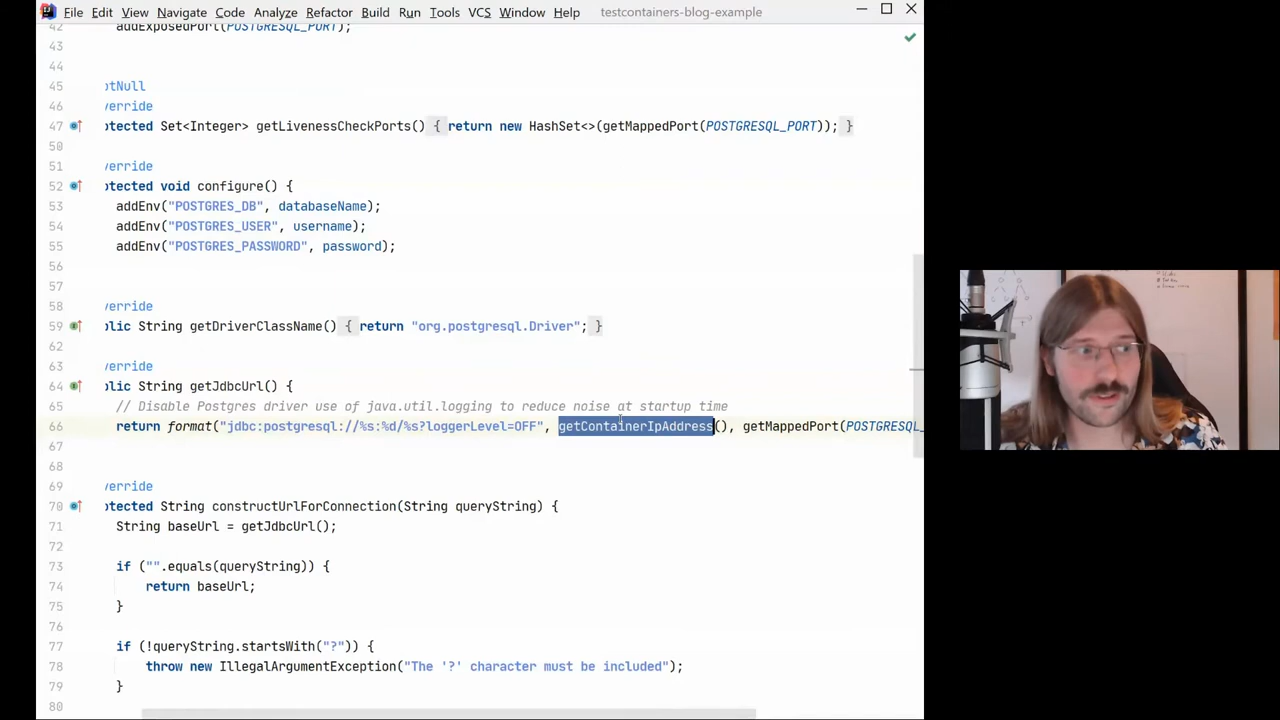 File Edit View Navigate Code Analyze Refactor Build Run Tools VCS Window Help testcontainers-blog-example
42 addExposedPort(POSTGRESQL_PORT);
43
44
45 otNull
46 verride
47 otected Set<Integer> getLivenessCheckPorts() { return new HashSet<>(getMappedPort(POSTGRESQL_PORT)); }
50
51 verride
52 otected void configure() {
53 addEnv("POSTGRES_DB", databaseName);
54 addEnv("POSTGRES_USER", username);
55 addEnv("POSTGRES_PASSWORD", password);
56
57
58 verride
59 blic String getDriverClassName() { return "org.postgresql.Driver"; }
62
63 verride
64 blic String getJdbcUrl() {
65 // Disable Postgres driver use of java.util.logging to reduce noise at startup time
66 return format("jdbc:postgresql://%s:%d/%s?loggerLevel=OFF", getContainerIpAddress(), getMappedPort(POSTGRESQL_
67
68
69 verride
70 otected String constructUrlForConnection(String queryString) {
71 String baseUrl = getJdbcUrl();
72
73 if ("".equals(queryString)) {
74 return baseUrl;
75 }
76
77 if (!queryString.startsWith("?")) {
78 throw new IllegalArgumentException("The '?' character must be included");
79 }
80